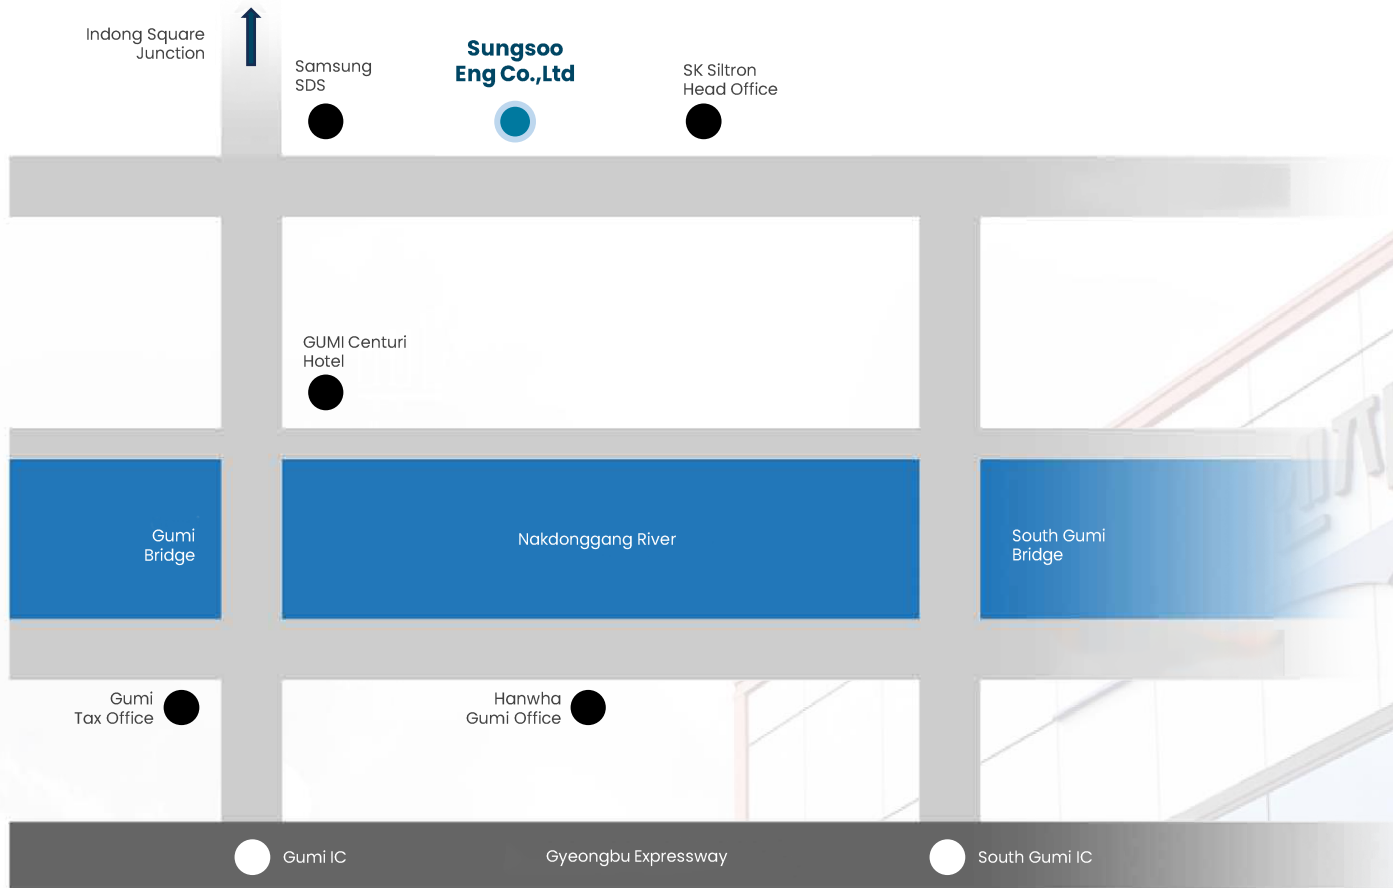 Indong Square
Junction
Samsung
SDS
Sungsoo
Eng Co.,Ltd
SK Siltron
Head Office
GUMI Centuri
Hotel
Gumi
Bridge
Nakdonggang River
South Gumi
Bridge
Gumi
Tax Office
Hanwha
Gumi Office
Gumi IC
Gyeongbu Expressway
South Gumi IC